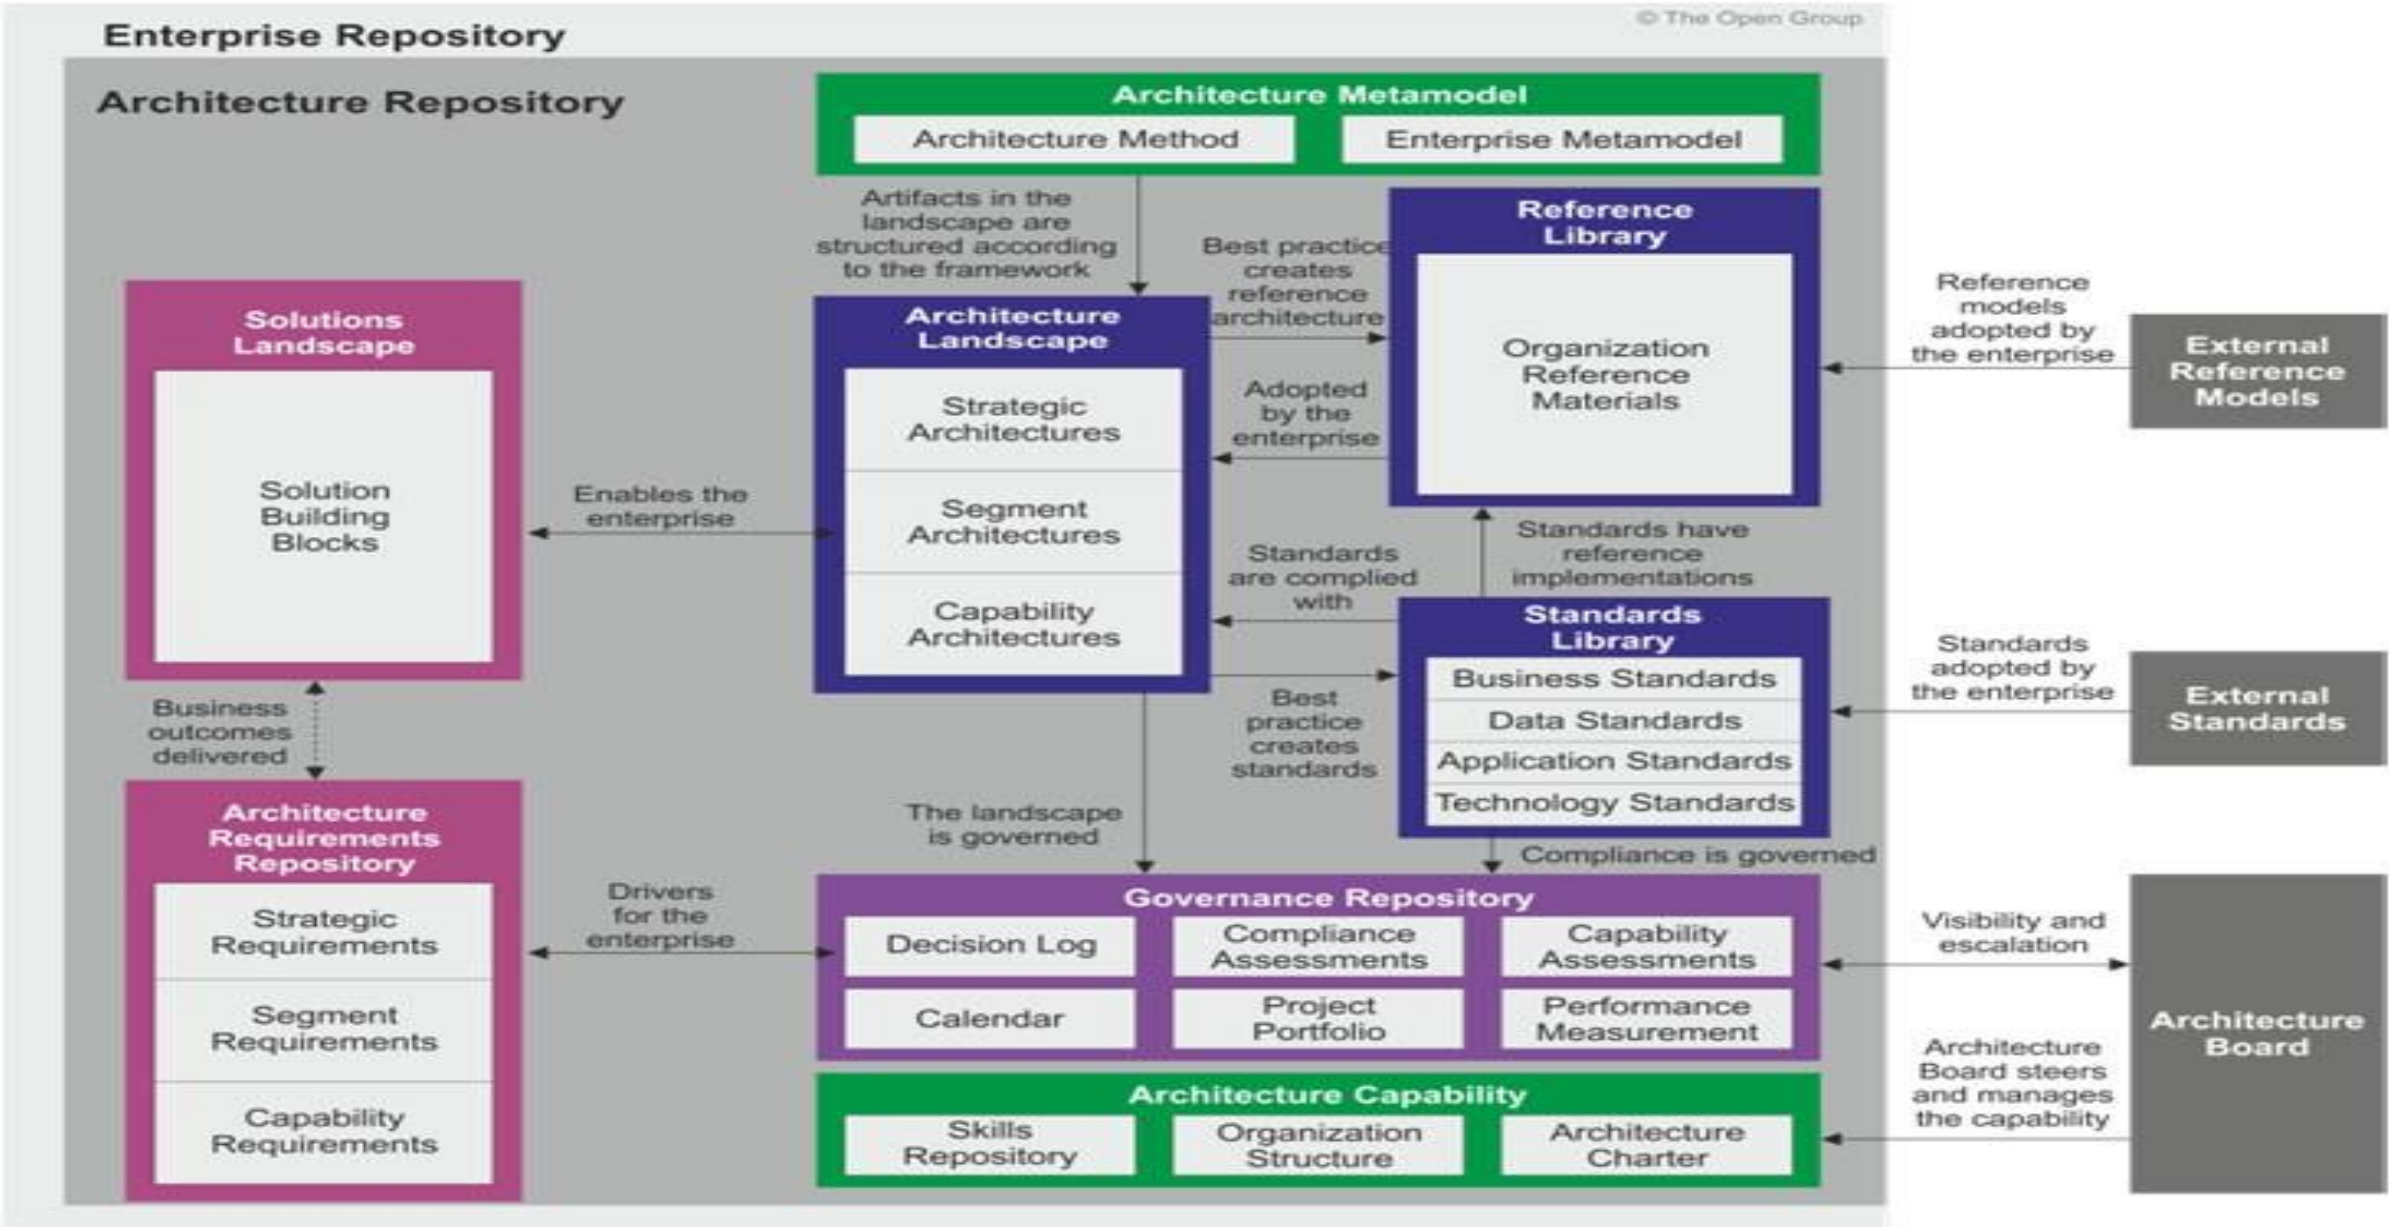 © The Open Group
Enterprise Repository
Architecture Repository
Architecture Metamodel
Architecture Method
Enterprise Metamodel
Artifacts in the
landscape are
structured according
to the framework
Best practice
creates
reference
architecture
Reference
Library
Organization
Reference
Materials
Reference
models
adopted by
the enterprise
External
Reference
Models
Solutions
Landscape
Solution
Building
Blocks
Enables the
enterprise
Architecture
Landscape
Strategic
Architectures
Segment
Architectures
Capability
Architectures
Adopted
by the
enterprise
Standards
are complied
with
Standards have
reference
implementations
Standards
Library
Business Standards
Data Standards
Application Standards
Technology Standards
Standards
adopted by
the enterprise
External
Standards
Best
practice
creates
standards
Business
outcomes
delivered
The landscape
is governed
Compliance is governed
Architecture
Requirements
Repository
Strategic
Requirements
Segment
Requirements
Capability
Requirements
Drivers
for the
enterprise
Governance Repository
Decision Log
Compliance
Assessments
Capability
Assessments
Calendar
Project
Portfolio
Performance
Measurement
Visibility and
escalation
Architecture
Board
Architecture
Board steers
and manages
the capability
Architecture Capability
Skills
Repository
Organization
Structure
Architecture
Charter